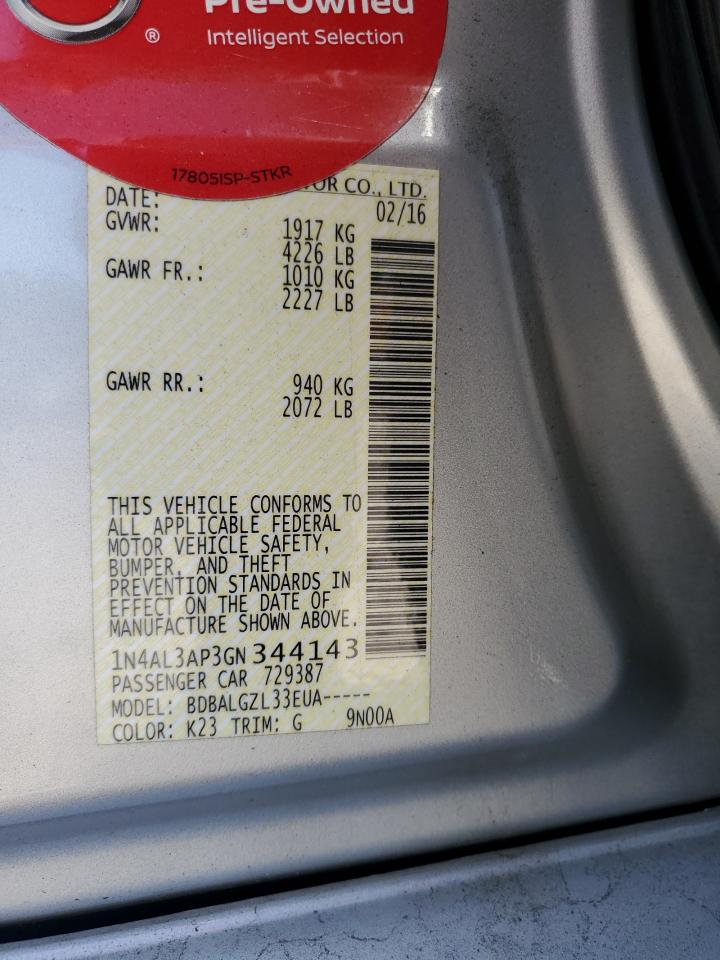 Pre-Owned
® Intelligent Selection
17805ISP-STKR
CO., LTD.
DATE: 02/16
GVWR: 1917 KG
4226 LB
GAWR FR.: 1010 KG
2227 LB
GAWR RR.: 940 KG
2072 LB
THIS VEHICLE CONFORMS TO
ALL APPLICABLE FEDERAL
MOTOR VEHICLE SAFETY,
BUMPER, AND THEFT
PREVENTION STANDARDS IN
EFFECT ON THE DATE OF
MANUFACTURE SHOWN ABOVE.
1N4AL3AP3GN344143
PASSENGER CAR 729387
MODEL: BDBALGZL33EUA-----
COLOR: K23 TRIM: G 9N00A